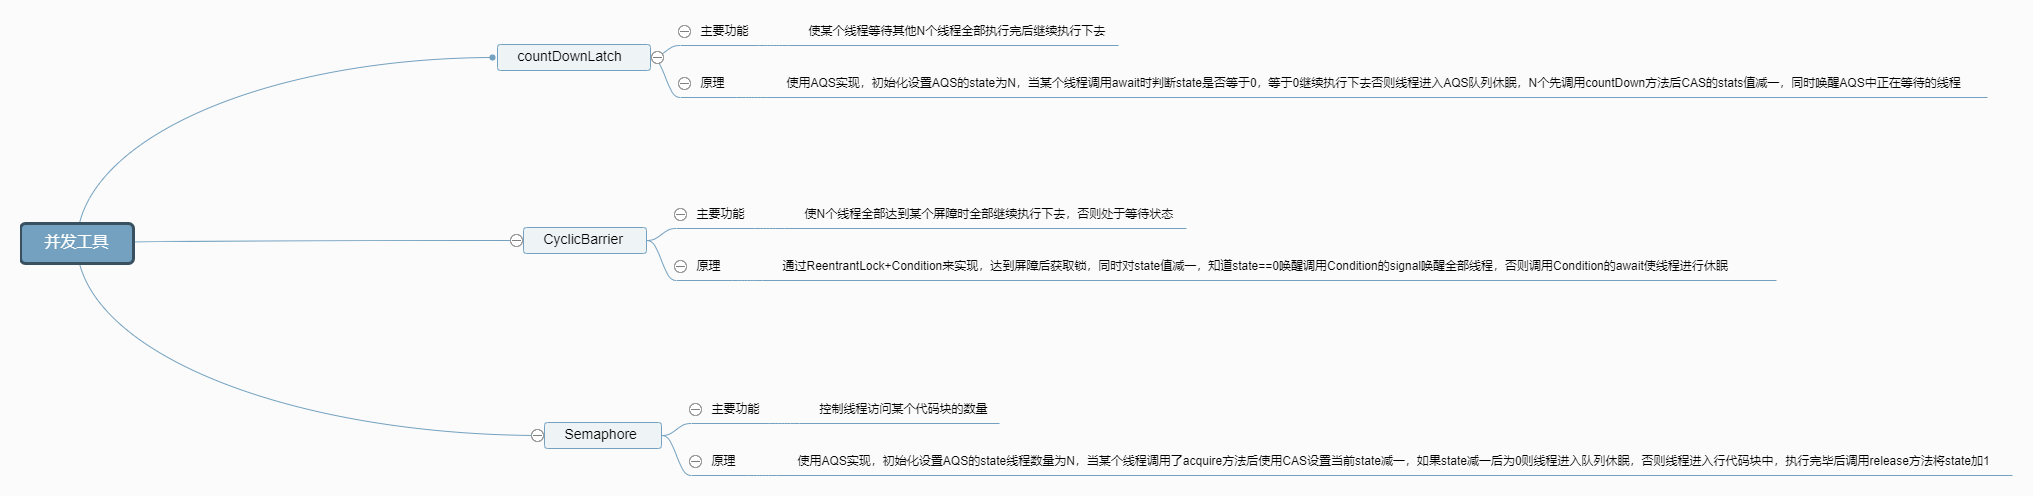 并发工具
countDownLatch
主要功能 使某个线程等待其他N个线程全部执行完后继续执行下去
原理 使用AQS实现，初始化设置AQS的state为N，当某个线程调用await时判断state是否等于0，等于0继续执行下去否则线程进入AQS队列休眠，N个先调用countDown方法后CAS的stats值减一，同时唤醒AQS中正在等待的线程
CyclicBarrier
主要功能 使N个线程全部达到某个屏障时全部继续执行下去，否则处于等待状态
原理 通过ReentrantLock+Condition来实现，达到屏障后获取锁，同时对state值减一，知道state==0唤醒调用Condition的signal唤醒全部线程，否则调用Condition的await使线程进行休眠
Semaphore
主要功能 控制线程访问某个代码块的数量
原理 使用AQS实现，初始化设置AQS的state线程数量为N，当某个线程调用了acquire方法后使用CAS设置当前state减一，如果state减一后为0则线程进入队列休眠，否则线程进入行代码块中，执行完毕后调用release方法将state加1